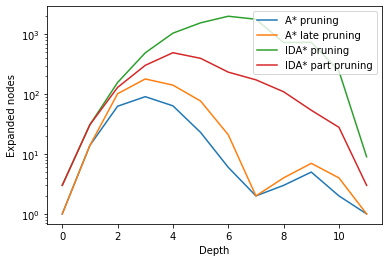 A* pruning
A* late pruning
IDA* pruning
IDA* part pruning
10³
10²
10¹
10⁰
Expanded nodes
0 2 4 6 8 10
Depth